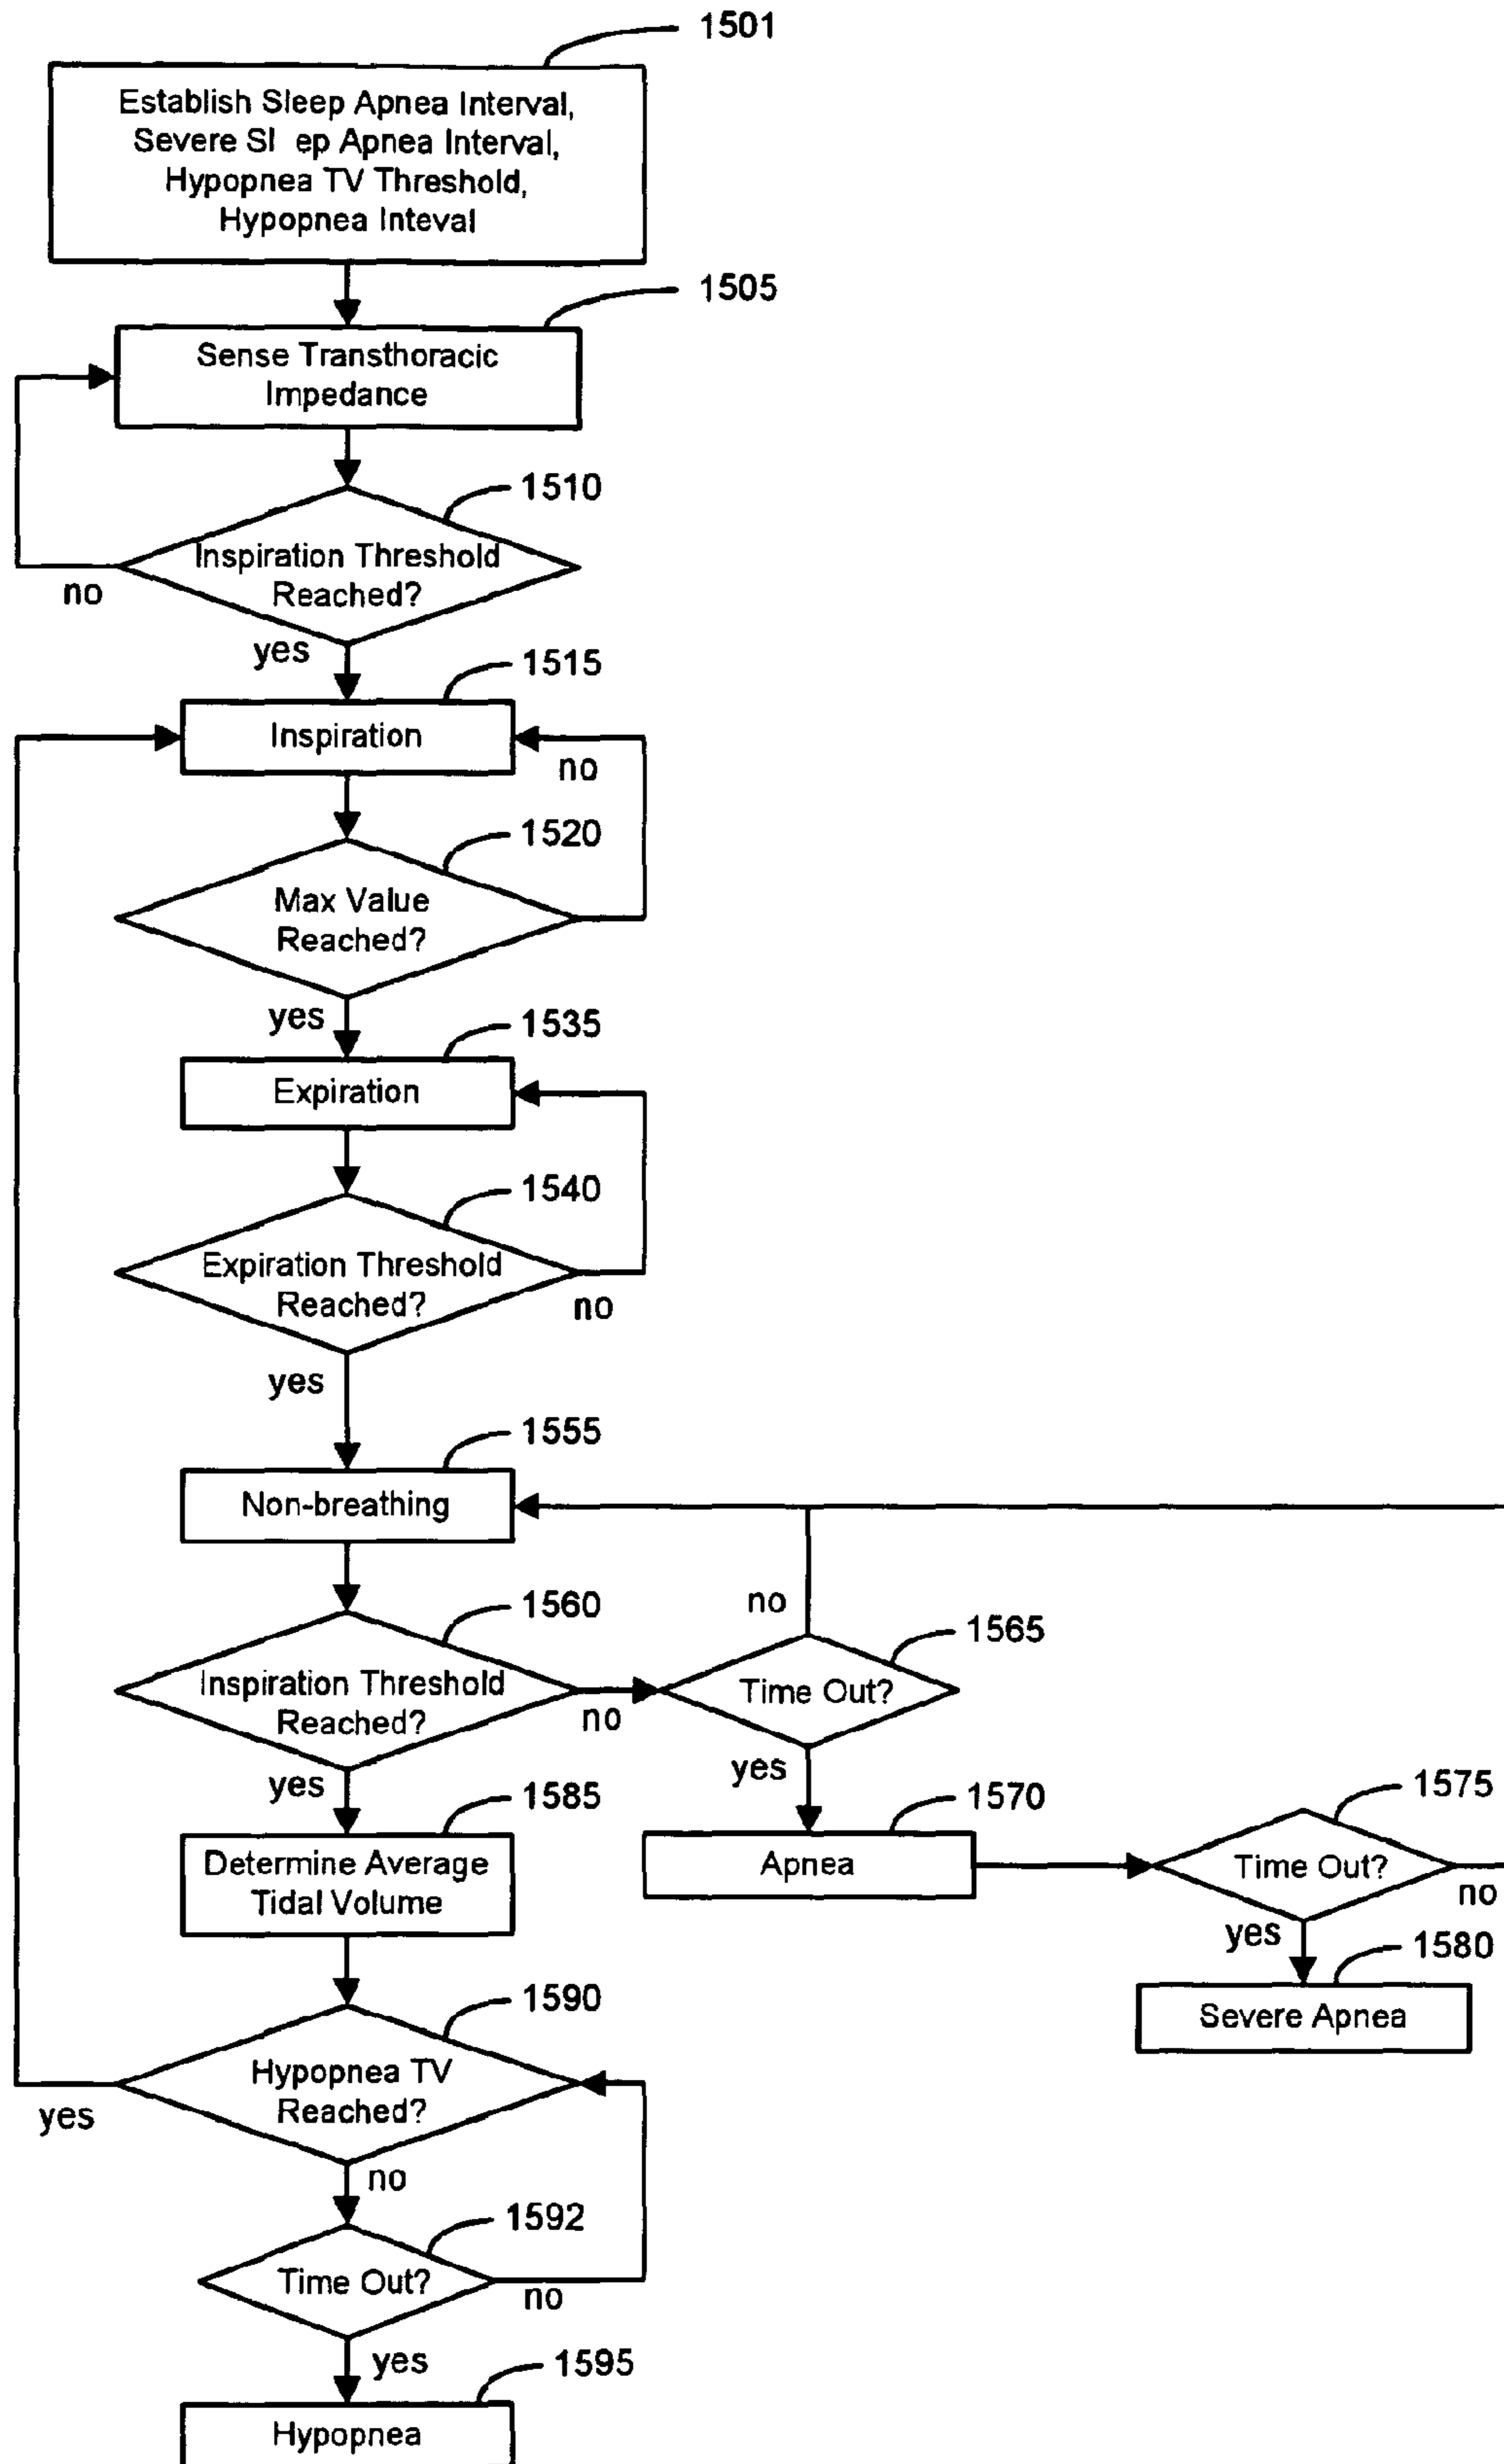 1501
Establish Sleep Apnea Interval,
Severe Sl ep Apnea Interval,
Hypopnea TV Threshold,
Hypopnea Inteval
1505
Sense Transthoracic
Impedance
1510
Inspiration Threshold
Reached?
no
yes
1515
Inspiration
no
1520
Max Value
Reached?
yes
1535
Expiration
1540
Expiration Threshold
Reached?
no
yes
1555
Non-breathing
1560
Inspiration Threshold
Reached?
no
yes
1565
Time Out?
no
yes
1570
Apnea
1575
Time Out?
no
yes
1580
Severe Apnea
1585
Determine Average
Tidal Volume
1590
Hypopnea TV
Reached?
yes
no
1592
Time Out?
no
yes
1595
Hypopnea